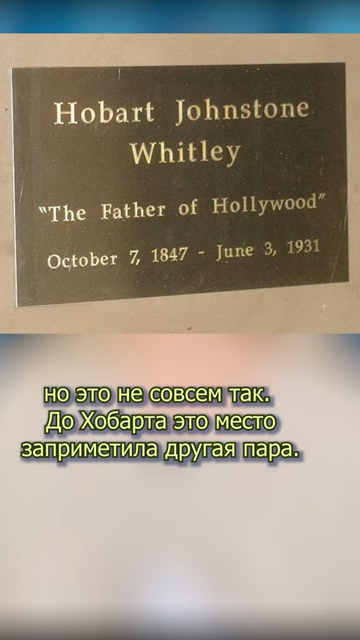 Hobart Johnstone
Whitley
"The Father of Hollywood"
October 7, 1847 - June 3, 1931
но это не совсем так.
До Хобарта это место
заприметила другая пара.